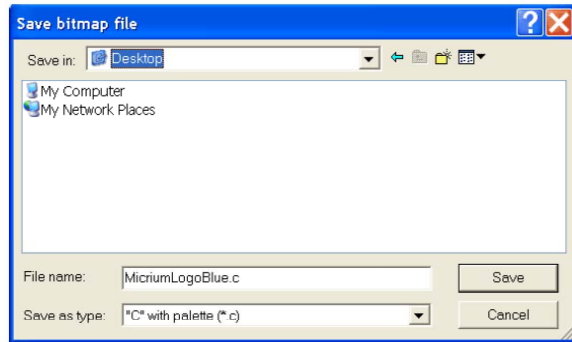 Save bitmap file
Save in: Desktop
My Computer
My Network Places
File name: MicriumLogoBlue.c Save
Save as type: "C" with palette (*.c) Cancel